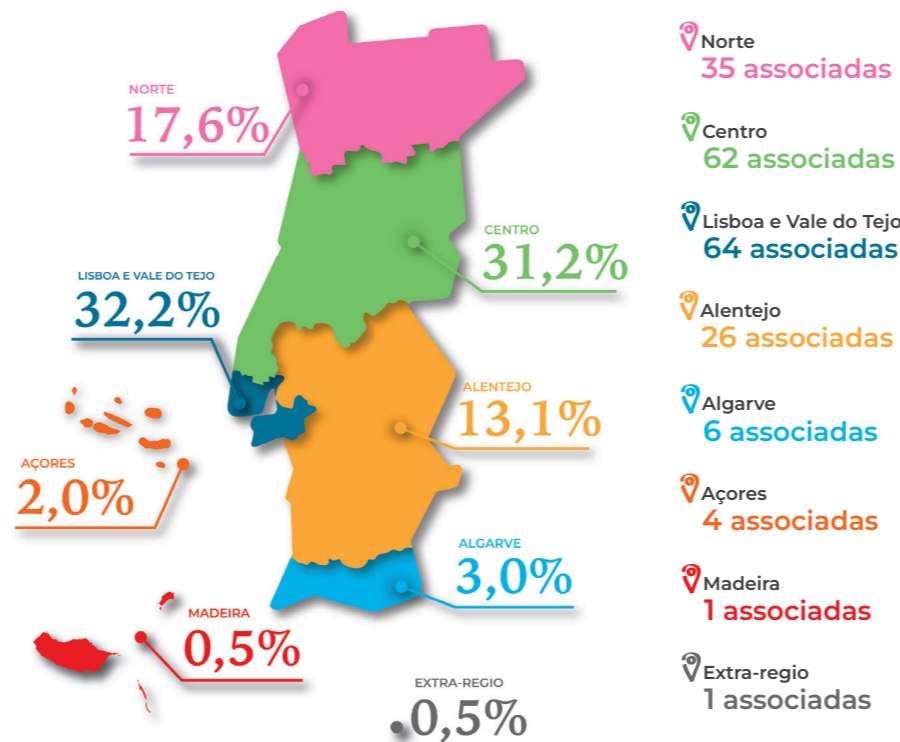 NORTE
17,6%
CENTRO
31,2%
LISBOA E VALE DO TEJO
32,2%
ALENTEJO
13,1%
AÇORES
2,0%
ALGARVE
3,0%
MADEIRA
0,5%
EXTRA-REGIO
0,5%
Norte
35 associadas
Centro
62 associadas
Lisboa e Vale do Tejo
64 associadas
Alentejo
26 associadas
Algarve
6 associadas
Açores
4 associadas
Madeira
1 associadas
Extra-regio
1 associadas